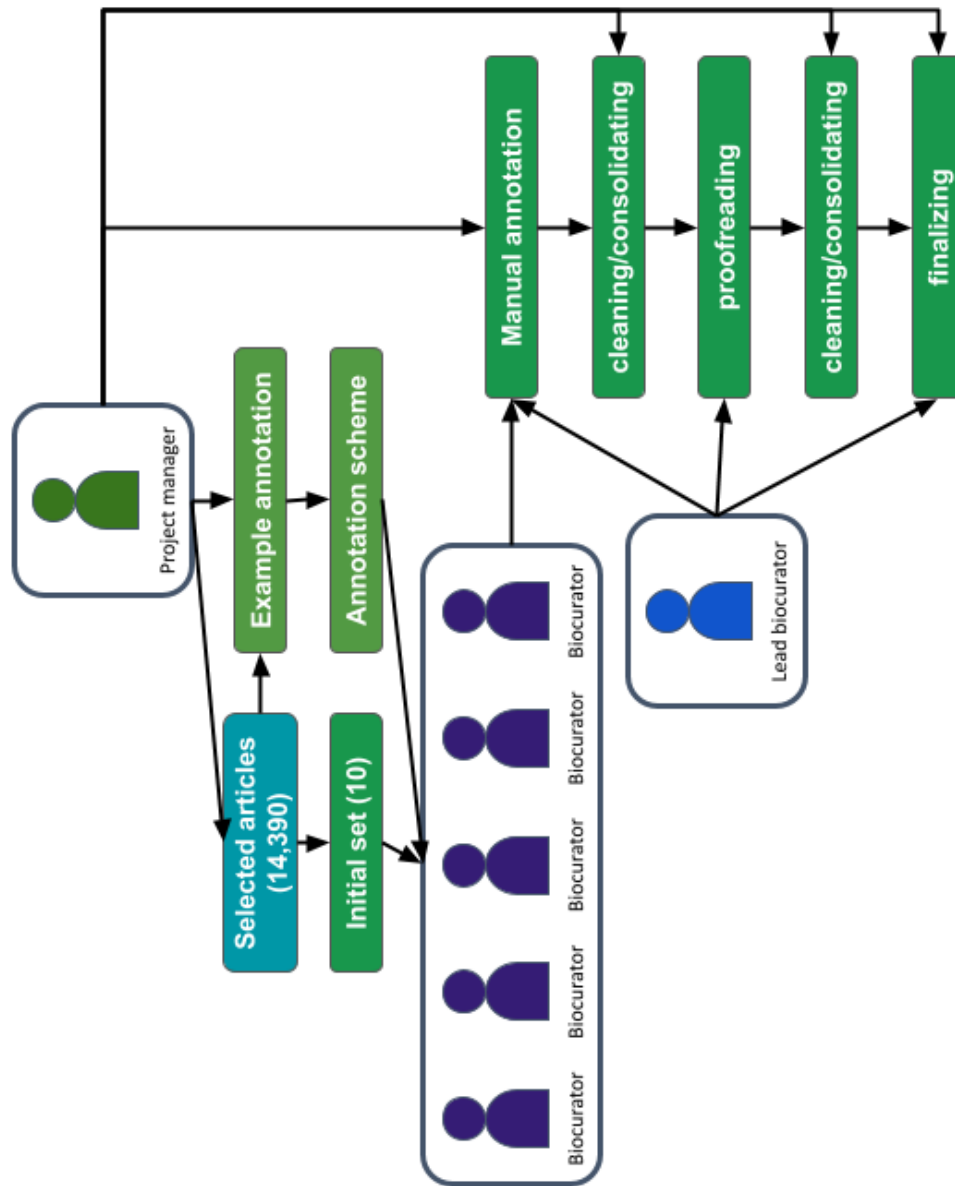 Project manager
Selected articles
(14,390)
Example annotation
Initial set (10)
Annotation scheme
Biocurator
Biocurator
Biocurator
Biocurator
Biocurator
Lead biocurator
Manual annotation
cleaning/consolidating
proofreading
cleaning/consolidating
finalizing